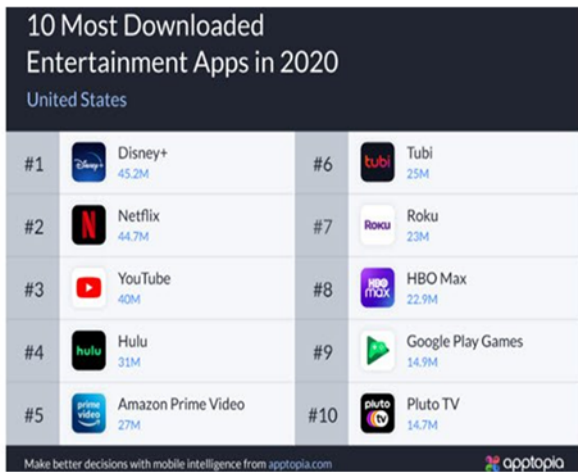 10 Most Downloaded
Entertainment Apps in 2020
United States
#1
Disney+
Disney+
45.2M
#2
N
Netflix
44.7M
#3
YouTube
40M
#4
hulu
Hulu
31M
#5
prime
video
Amazon Prime Video
27M
#6
tubi
Tubi
25M
#7
ROKU
Roku
23M
#8
HBO
max
HBO Max
22.9M
#9
Google Play Games
14.9M
#10
pluto
tv
Pluto TV
14.7M
Make better decisions with mobile intelligence from apptopia.com
apptopia